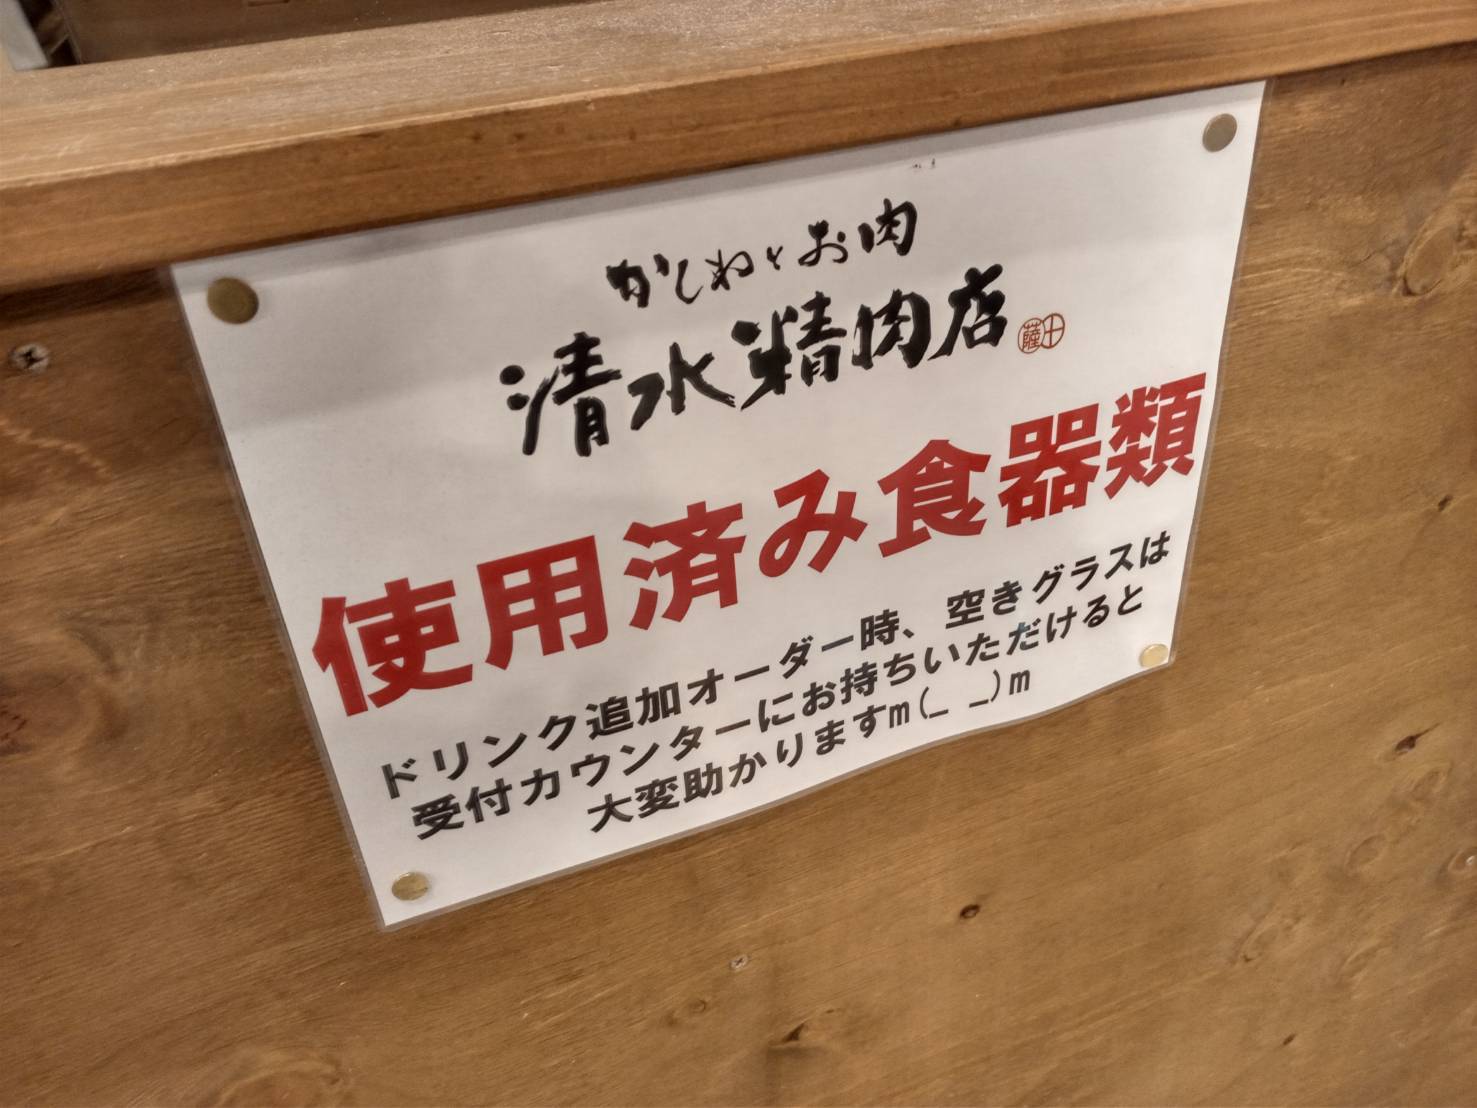 かしわとお肉
清水精肉店
薩 十
使用済み食器類
ドリンク追加オーダー時、空きグラスは
受付カウンターにお持ちいただけると
大変助かりますm(_ _)m